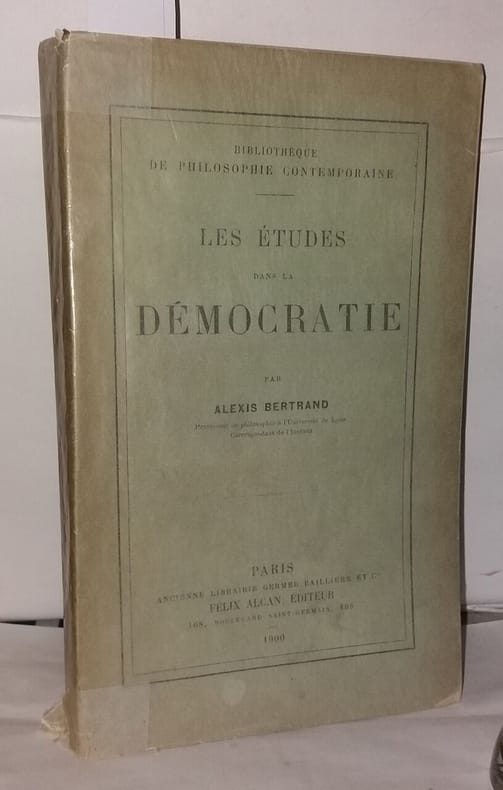 BIBLIOTHÈQUE
DE PHILOSOPHIE CONTEMPORAINE
LES ÉTUDES
DANS LA
DÉMOCRATIE
PAR
ALEXIS BERTRAND
Professeur de philosophie à l'Université de Lyon
Correspondant de l'Institut
PARIS
ANCIENNE LIBRAIRIE GERMER BAILLIÈRE ET Cie
FÉLIX ALCAN, ÉDITEUR
108, BOULEVARD SAINT-GERMAIN, 108
1900